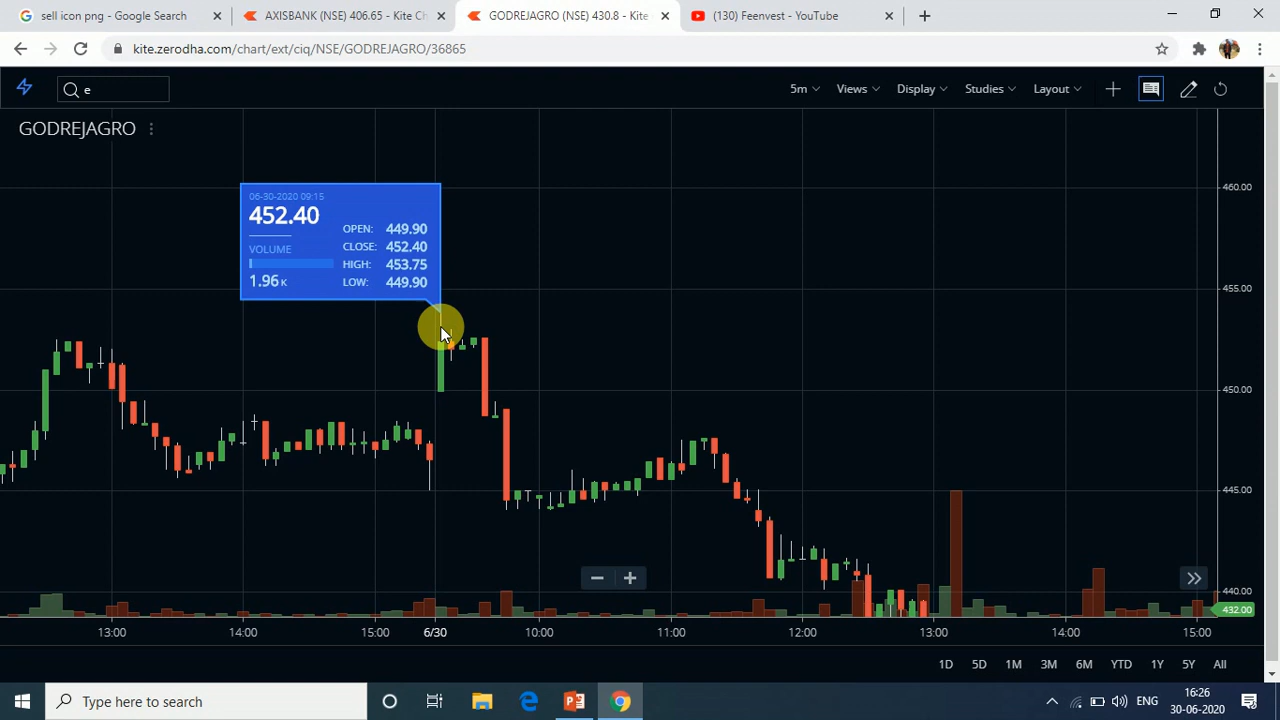 sell icon png - Google Search
AXISBANK (NSE) 406.65 - Kite Ch
GODREJAGRO (NSE) 430.8 - Kite
(130) Feenvest - YouTube
kite.zerodha.com/chart/ext/ciq/NSE/GODREJAGRO/36865
e
5m Views Display Studies Layout
GODREJAGRO
06-30-2020 09:15
452.40
VOLUME
1.96 K
OPEN: 449.90
CLOSE: 452.40
HIGH: 453.75
LOW: 449.90
460.00
455.00
450.00
445.00
440.00
432.00
13:00 14:00 15:00 6/30 10:00 11:00 12:00 13:00 14:00 15:00
1D 5D 1M 3M 6M YTD 1Y 5Y All
Type here to search
ENG
16:26
30-06-2020